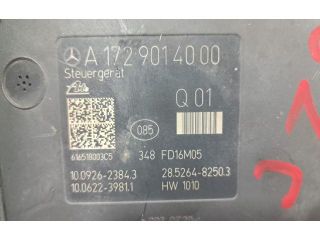 A 172 901 40 00
Steuergerät
Ate
Q 01
085
616518003C5
348 FD16M05
10.0926-2384.3
28.5264-8250.3
10.0622-3981.1
HW 1010